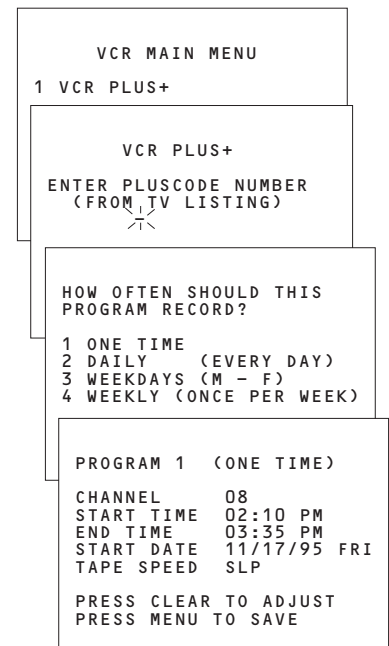 VCR MAIN MENU
1 VCR PLUS+
VCR PLUS+
ENTER PLUSCODE NUMBER
(FROM TV LISTING)
HOW OFTEN SHOULD THIS
PROGRAM RECORD?
1 ONE TIME
2 DAILY (EVERY DAY)
3 WEEKDAYS (M – F)
4 WEEKLY (ONCE PER WEEK)
PROGRAM 1 (ONE TIME)
CHANNEL 08
START TIME 02:10 PM
END TIME 03:35 PM
START DATE 11/17/95 FRI
TAPE SPEED SLP
PRESS CLEAR TO ADJUST
PRESS MENU TO SAVE